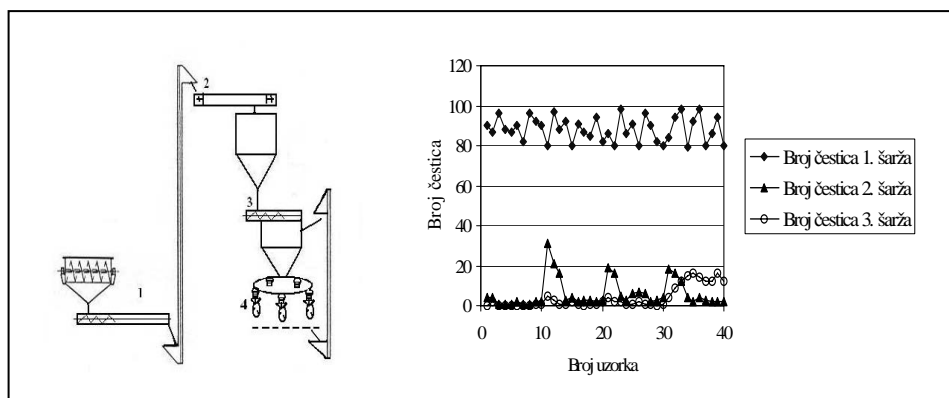 1
2
3
4
120
100
80
60
40
20
0
Broj čestica
0 10 20 30 40
Broj uzorka
Broj čestica 1. šarža
Broj čestica 2. šarža
Broj čestica 3. šarža